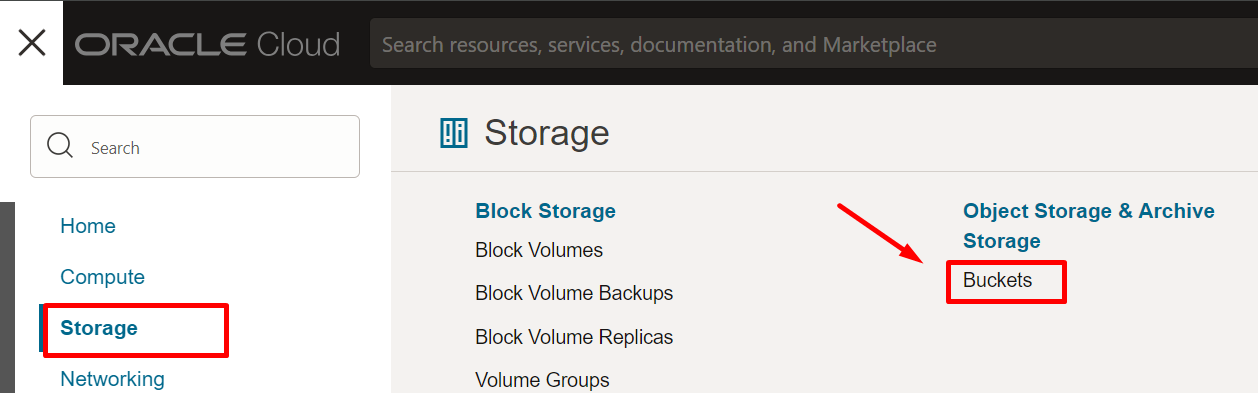 ORACLE Cloud
Search resources, services, documentation, and Marketplace
Search
Home
Compute
Storage
Networking
Storage
Block Storage
Block Volumes
Block Volume Backups
Block Volume Replicas
Volume Groups
Object Storage & Archive
Storage
Buckets